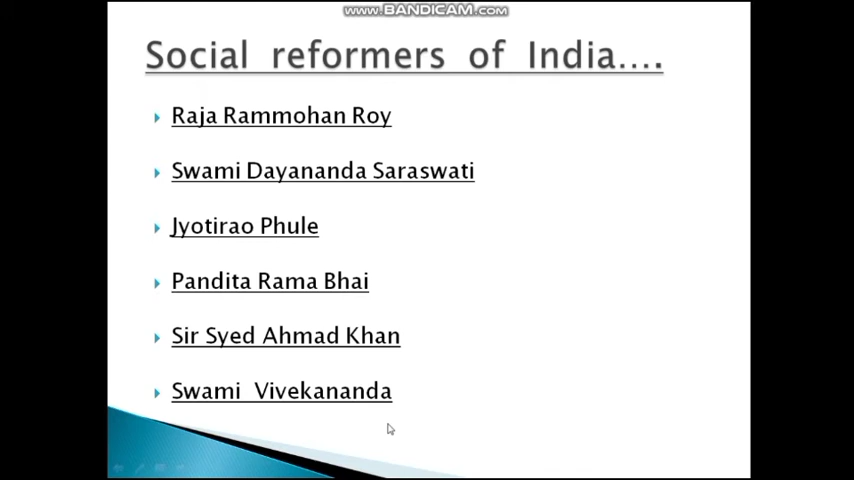 www.BANDICAM.com
Social reformers of India….
Raja Rammohan Roy
Swami Dayananda Saraswati
Jyotirao Phule
Pandita Rama Bhai
Sir Syed Ahmad Khan
Swami Vivekananda